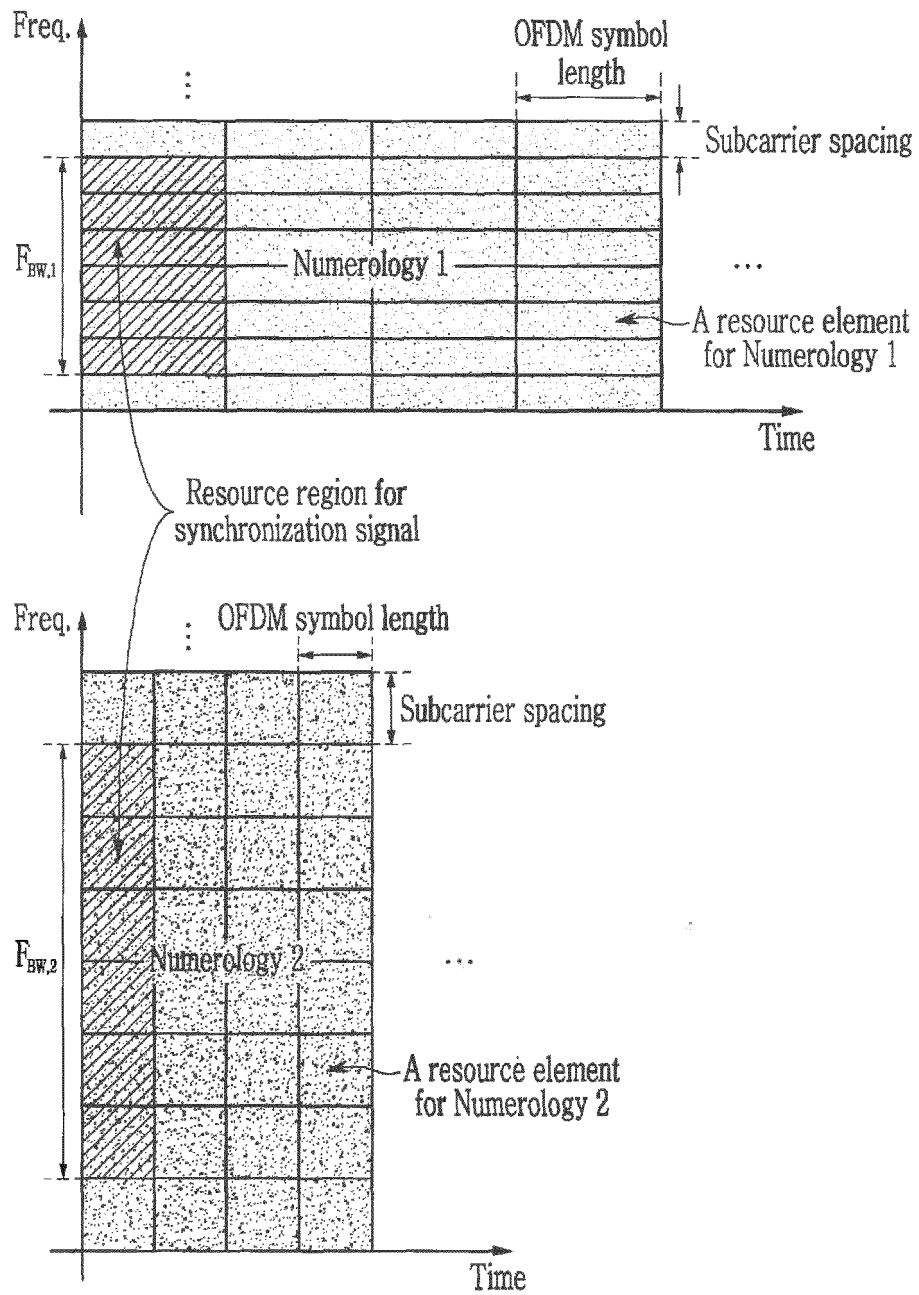 Freq.
OFDM symbol
length
Subcarrier spacing
F_BW,1
Numerology 1
...
A resource element
for Numerology 1
Time
Resource region for
synchronization signal
Freq.
OFDM symbol length
Subcarrier spacing
F_BW,2
Numerology 2
...
A resource element
for Numerology 2
Time